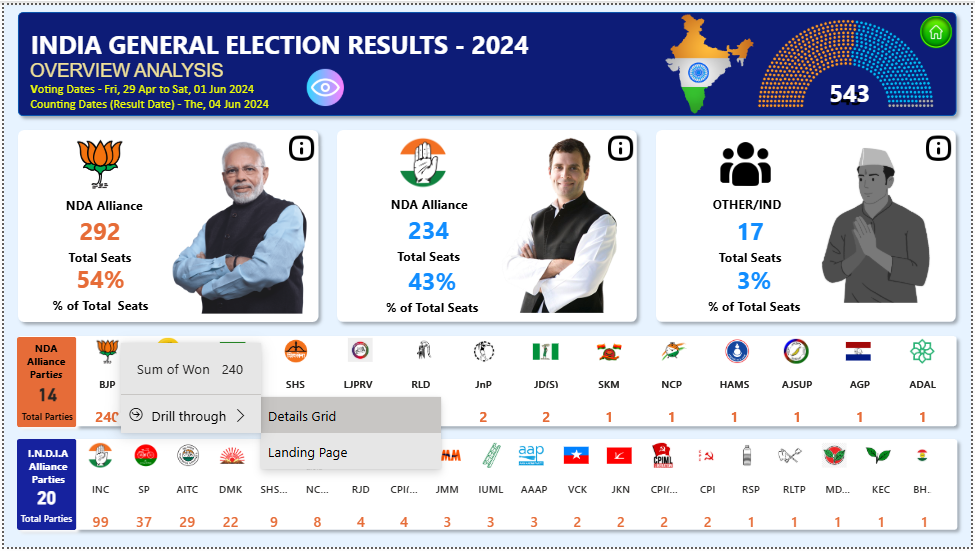 INDIA GENERAL ELECTION RESULTS - 2024
OVERVIEW ANALYSIS
Voting Dates - Fri, 29 Apr to Sat, 01 Jun 2024
Counting Dates (Result Date) - The, 04 Jun 2024
543
NDA Alliance
292
Total Seats
54%
% of Total Seats
NDA Alliance
234
Total Seats
43%
% of Total Seats
OTHER/IND
17
Total Seats
3%
% of Total Seats
NDA
Alliance
Parties
14
Total Parties
BJP SHS LJPRV RLD JnP JD(S) SKM NCP HAMS AJSUP AGP ADAL
240 2 2 1 1 1 1 1 1
Sum of Won 240
Drill through
Details Grid
Landing Page
I.N.D.I.A
Alliance
Parties
20
Total Parties
aap
CPIML
INC SP AITC DMK SHS... NC... RJD CPI(... JMM IUML AAAP VCK JKN CPI(... CPI RSP RLTP MD... KEC BH.
99 37 29 22 9 8 4 4 3 3 3 2 2 2 2 1 1 1 1 1